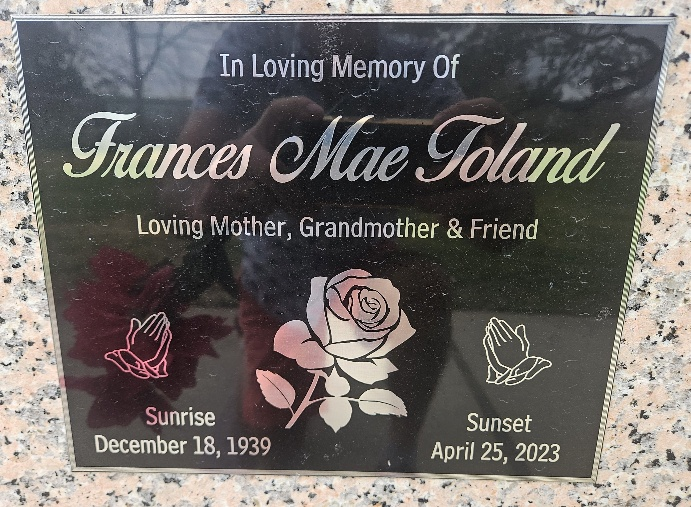 In Loving Memory Of
Frances Mae Toland
Loving Mother, Grandmother & Friend
Sunrise
December 18, 1939
Sunset
April 25, 2023